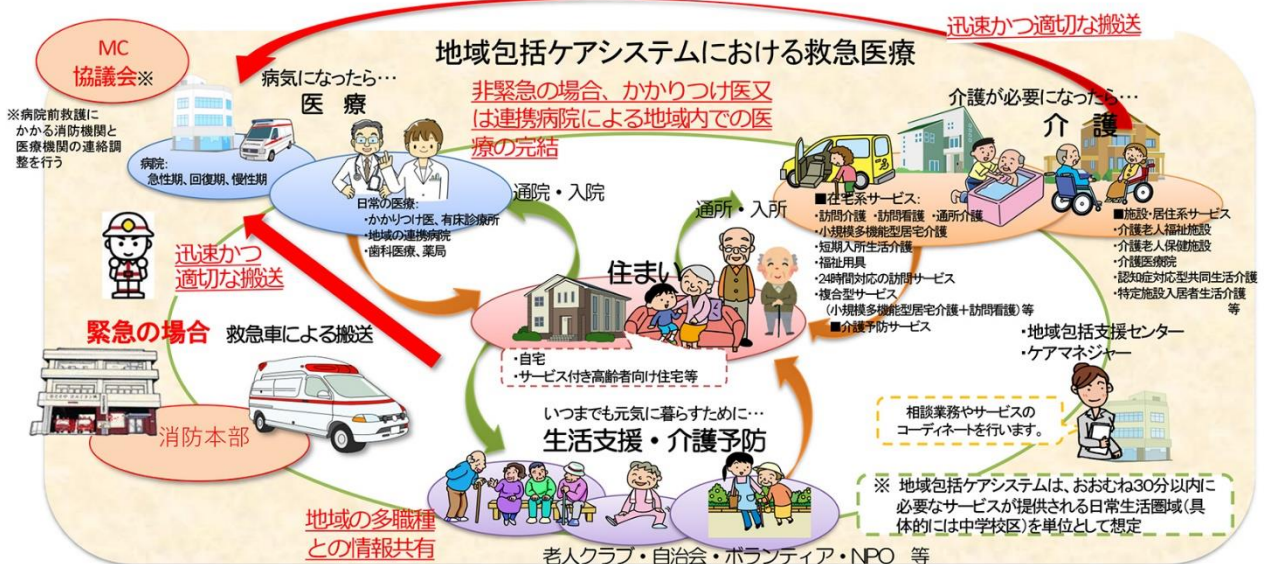 迅速かつ適切な搬送
MC
協議会※
地域包括ケアシステムにおける救急医療
※病院前救護に
かかる消防機関と
医療機関の連絡調
整を行う
病気になったら…
医 療
病院:
急性期、回復期、慢性期
非緊急の場合、かかりつけ医又
は連携病院による地域内での医
療の完結
介護が必要になったら…
介 護
日常の医療:
・かかりつけ医、有床診療所
・地域の連携病院
・歯科医療、薬局
通院・入院
通所・入所
■在宅系サービス:
・訪問介護 ・訪問看護 ・通所介護
・小規模多機能型居宅介護
・短期入所生活介護
・福祉用具
・24時間対応の訪問サービス
・複合型サービス
(小規模多機能型居宅介護+訪問看護)等
■介護予防サービス
■施設・居住系サービス
・介護老人福祉施設
・介護老人保健施設
・介護医療院
・認知症対応型共同生活介護
・特定施設入居者生活介護
等
迅速かつ
適切な搬送
住まい
・自宅
・サービス付き高齢者向け住宅等
緊急の場合
救急車による搬送
消防本部
・地域包括支援センター
・ケアマネジャー
相談業務やサービスの
コーディネートを行います。
いつまでも元気に暮らすために…
生活支援・介護予防
※ 地域包括ケアシステムは、おおむね30分以内に
必要なサービスが提供される日常生活圏域(具
体的には中学校区)を単位として想定
地域の多職種
との情報共有
老人クラブ・自治会・ボランティア・NPO 等